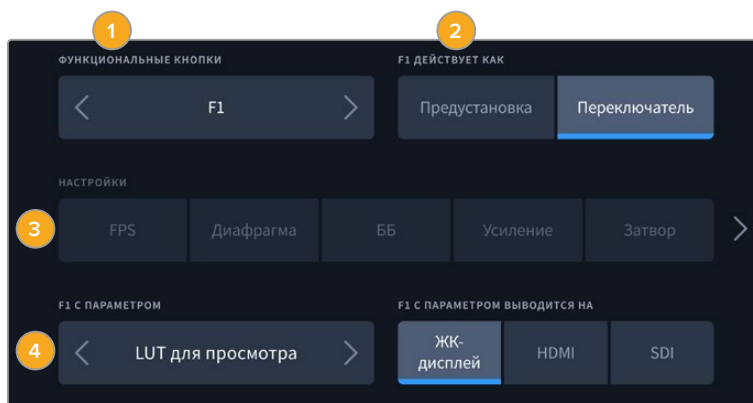 1
2
ФУНКЦИОНАЛЬНЫЕ КНОПКИ
F1 ДЕЙСТВУЕТ КАК
F1
Предустановка
Переключатель
НАСТРОЙКИ
3
FPS
Диафрагма
ББ
Усиление
Затвор
F1 С ПАРАМЕТРОМ
F1 С ПАРАМЕТРОМ ВЫВОДИТСЯ НА
4
LUT для просмотра
ЖК-
дисплей
HDMI
SDI